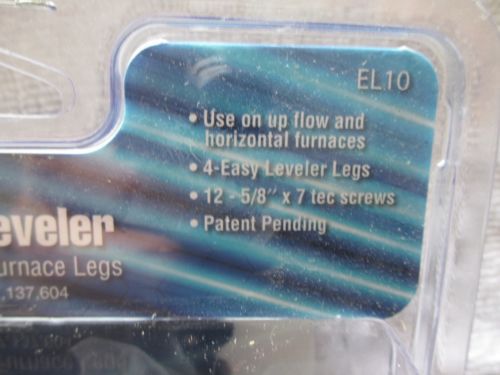 EL10
• Use on up flow and
horizontal furnaces
• 4-Easy Leveler Legs
• 12 - 5/8" x 7 tec screws
• Patent Pending
eveler
urnace Legs
,137,604